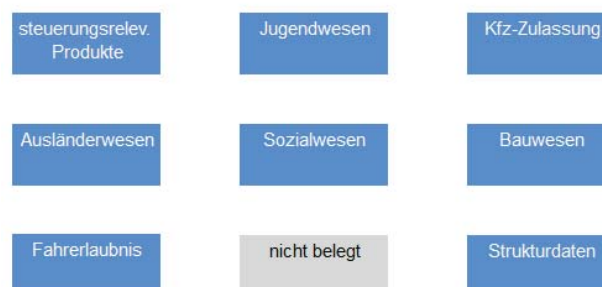 steuerungsrelev.
Produkte
Jugendwesen
Kfz-Zulassung
Ausländerwesen
Sozialwesen
Bauwesen
Fahrerlaubnis
nicht belegt
Strukturdaten